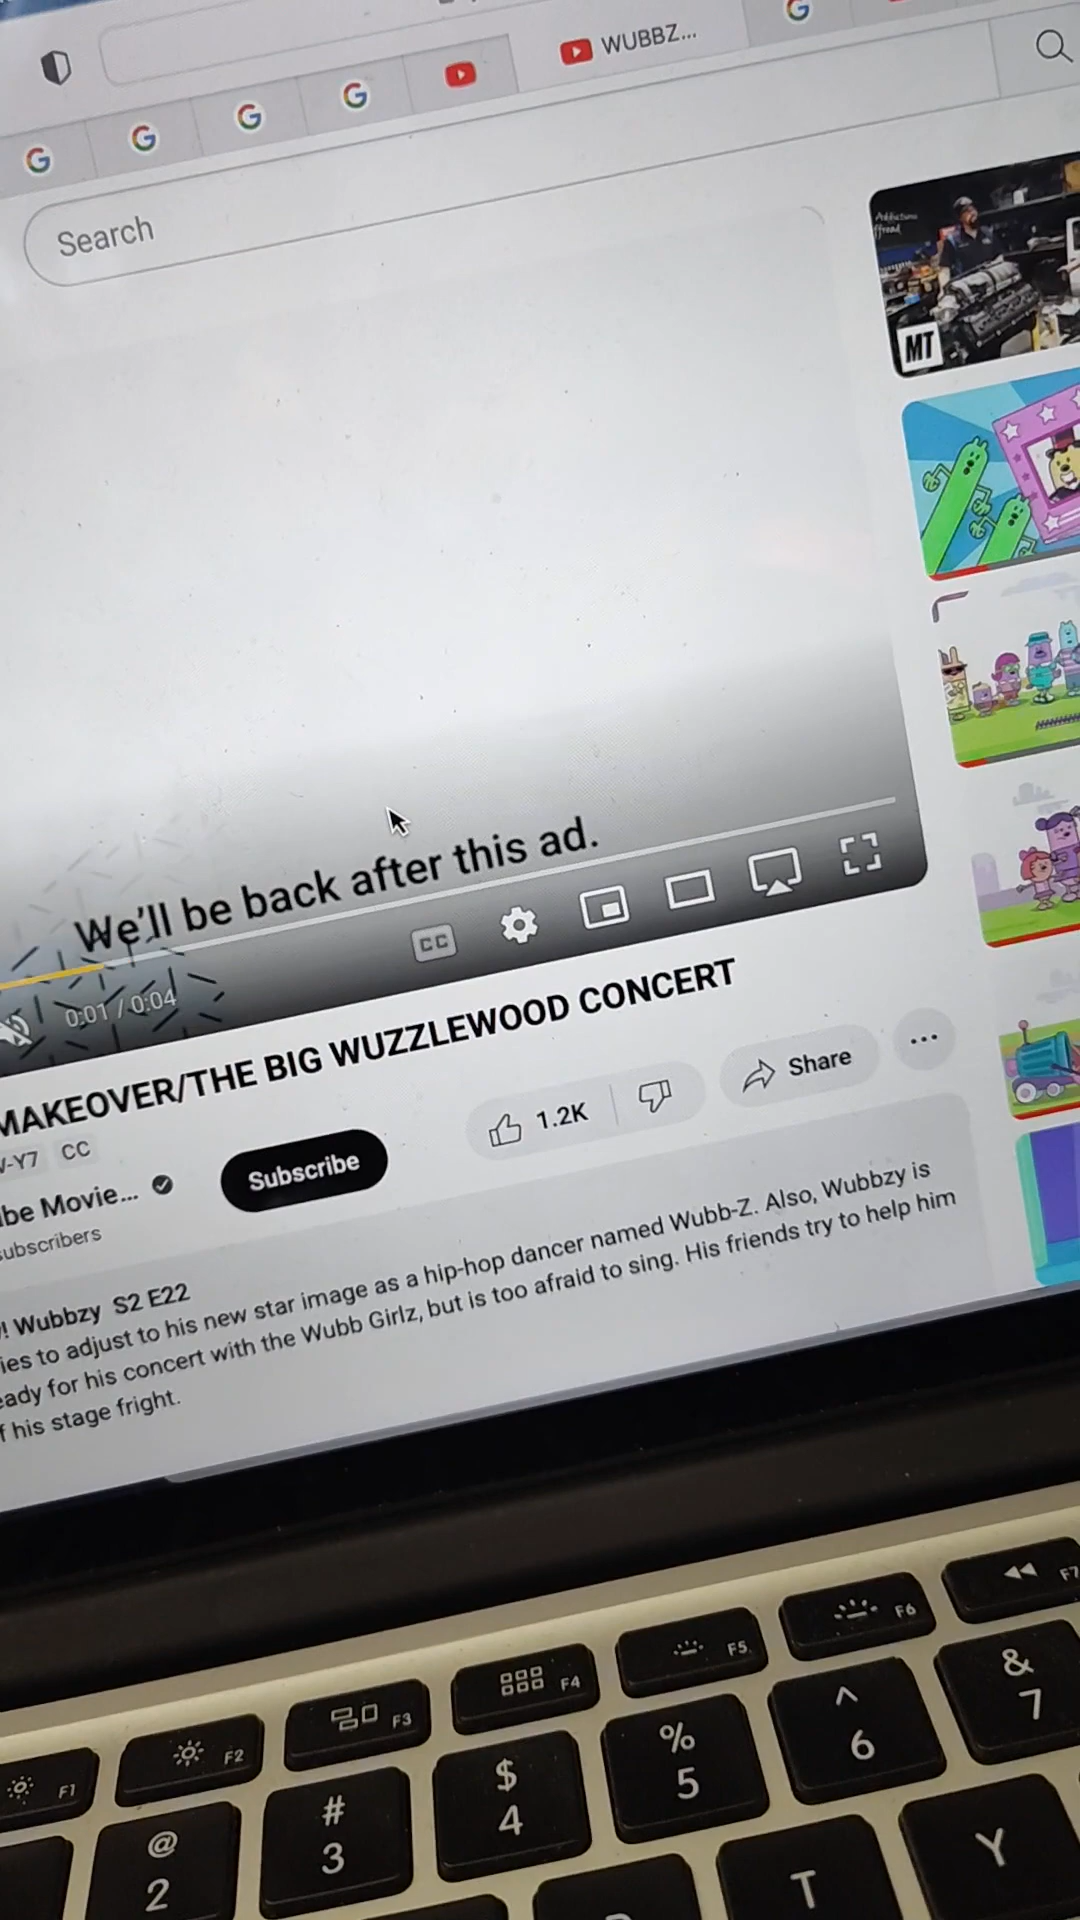 WUBBZ...
Search
MT
We'll be back after this ad.
CC
0:01 / 0:04
MAKEOVER/THE BIG WUZZLEWOOD CONCERT
-Y7 CC
be Movie...
Subscribe
1.2K
Share
...
subscribers
! Wubbzy S2 E22
ies to adjust to his new star image as a hip-hop dancer named Wubb-Z. Also, Wubbzy is
eady for his concert with the Wubb Girlz, but is too afraid to sing. His friends try to help him
f his stage fright.
F1
F2
F3
F4
F5
F6
F7
@
2
#
3
$
4
%
5
^
6
&
7
T
Y